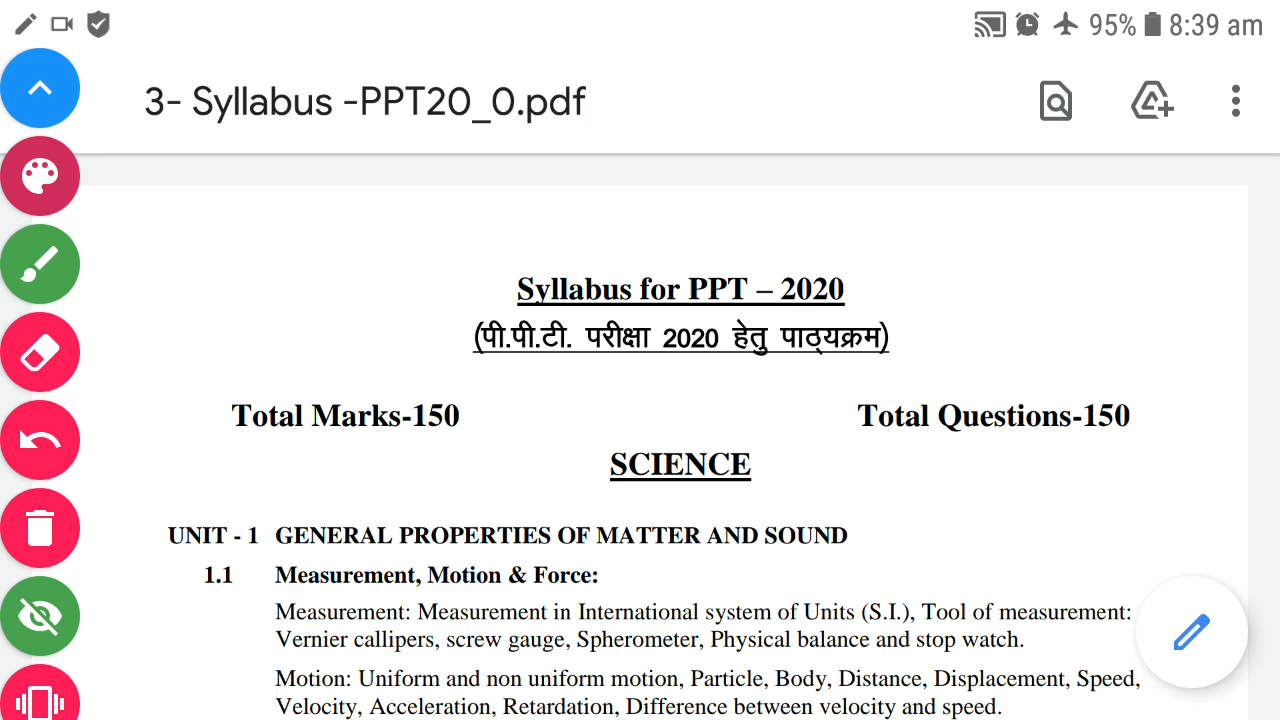 95% 8:39 am
3- Syllabus -PPT20_0.pdf
Syllabus for PPT – 2020
(पी.पी.टी. परीक्षा 2020 हेतु पाठ्यक्रम)
Total Marks-150 Total Questions-150
SCIENCE
UNIT - 1 GENERAL PROPERTIES OF MATTER AND SOUND
1.1 Measurement, Motion & Force:
Measurement: Measurement in International system of Units (S.I.), Tool of measurement:
Vernier callipers, screw gauge, Spherometer, Physical balance and stop watch.
Motion: Uniform and non uniform motion, Particle, Body, Distance, Displacement, Speed,
Velocity, Acceleration, Retardation, Difference between velocity and speed.